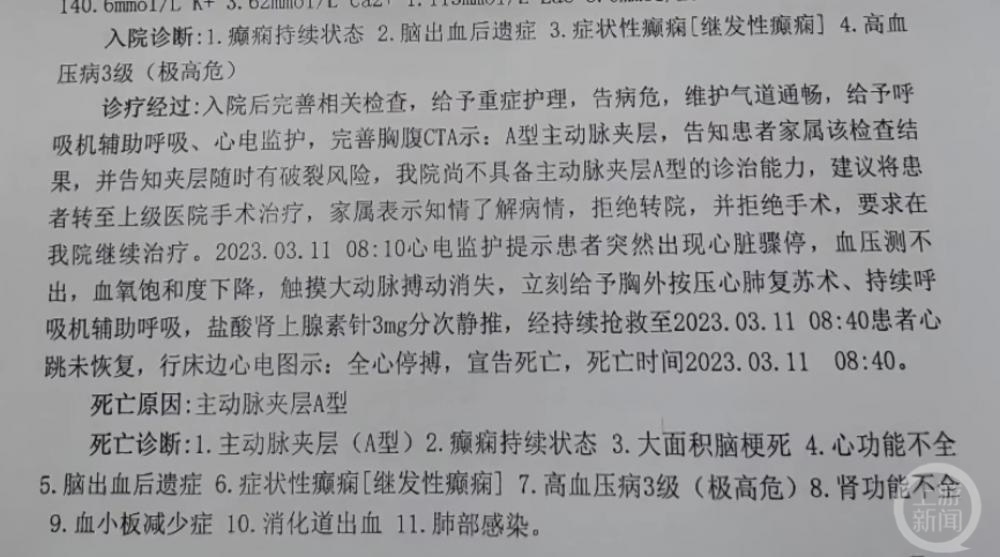 140.6mmol/L K+ 3.62mmol/L Ca2+ 1.115mmol/L
入院诊断:1.癫痫持续状态 2.脑出血后遗症 3.症状性癫痫[继发性癫痫] 4.高血
压病3级（极高危）
诊疗经过:入院后完善相关检查，给予重症护理，告病危，维护气道通畅，给予呼
吸机辅助呼吸、心电监护，完善胸腹CTA示：A型主动脉夹层，告知患者家属该检查结
果，并告知夹层随时有破裂风险，我院尚不具备主动脉夹层A型的诊治能力，建议将患
者转至上级医院手术治疗，家属表示知情了解病情，拒绝转院，并拒绝手术，要求在
我院继续治疗。2023.03.11 08:10心电监护提示患者突然出现心脏骤停，血压测不
出，血氧饱和度下降，触摸大动脉搏动消失，立刻给予胸外按压心肺复苏术、持续呼
吸机辅助呼吸，盐酸肾上腺素针3mg分次静推，经持续抢救至2023.03.11 08:40患者心
跳未恢复，行床边心电图示：全心停搏，宣告死亡，死亡时间2023.03.11 08:40。
死亡原因:主动脉夹层A型
死亡诊断:1.主动脉夹层（A型）2.癫痫持续状态 3.大面积脑梗死 4.心功能不全
5.脑出血后遗症 6.症状性癫痫[继发性癫痫] 7.高血压病3级（极高危）8.肾功能不全
9.血小板减少症 10.消化道出血 11.肺部感染。
上游
新闻